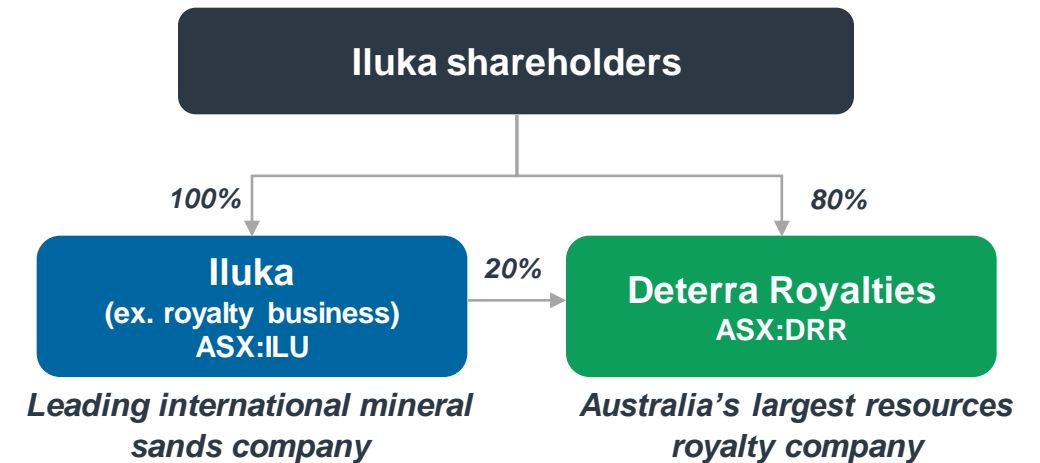 Iluka shareholders
100%
80%
Iluka
(ex. royalty business)
ASX:ILU
20%
Deterra Royalties
ASX:DRR
Leading international mineral
sands company
Australia's largest resources
royalty company